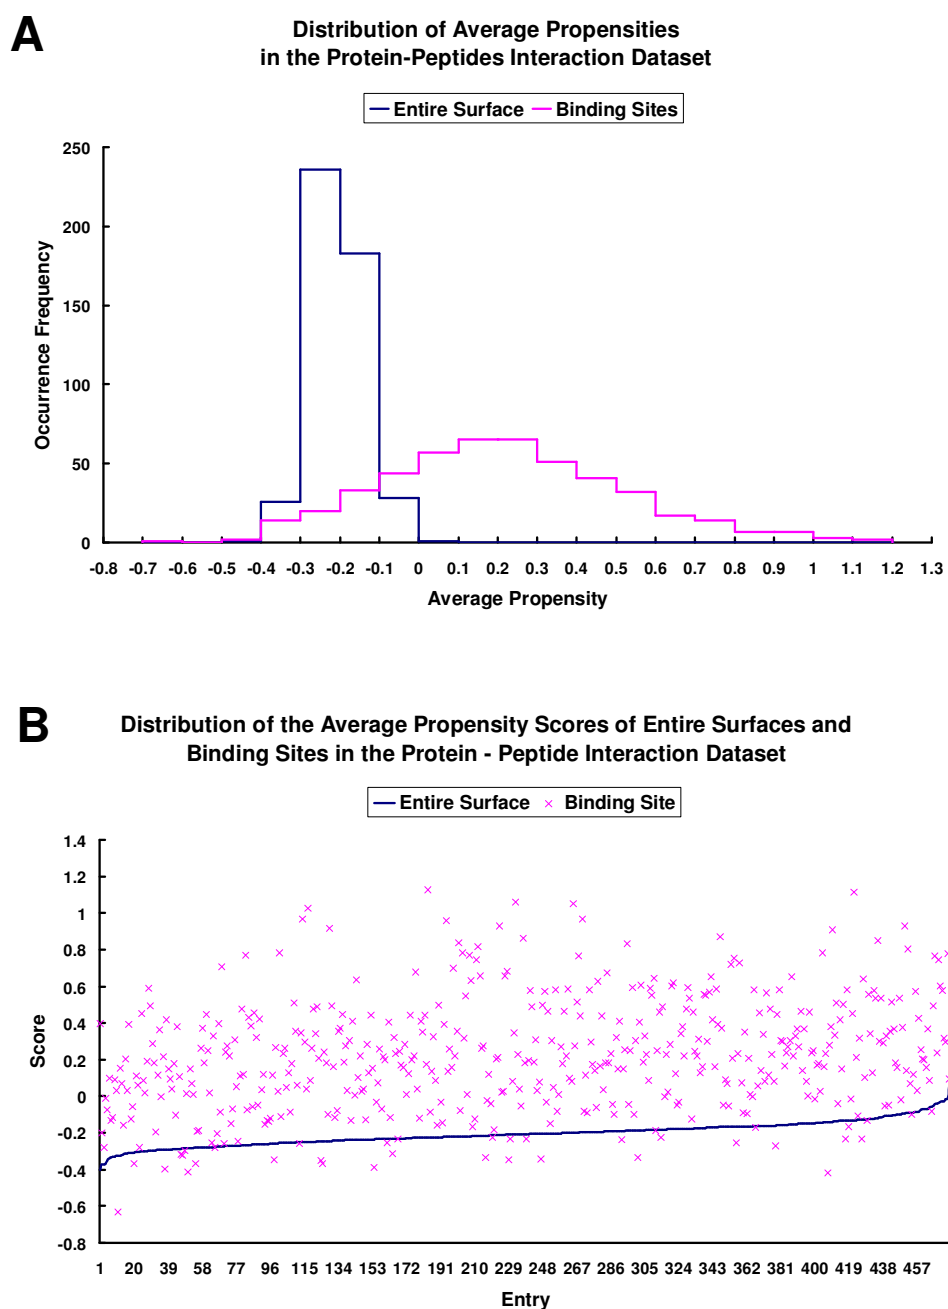 A
Distribution of Average Propensities
in the Protein-Peptides Interaction Dataset
Entire Surface Binding Sites
250
200
150
100
50
0
Occurrence Frequency
-0.8 -0.7 -0.6 -0.5 -0.4 -0.3 -0.2 -0.1 0 0.1 0.2 0.3 0.4 0.5 0.6 0.7 0.8 0.9 1 1.1 1.2 1.3
Average Propensity
B
Distribution of the Average Propensity Scores of Entire Surfaces and
Binding Sites in the Protein - Peptide Interaction Dataset
Entire Surface Binding Site
1.4
1.2
1
0.8
0.6
0.4
0.2
0
-0.2
-0.4
-0.6
-0.8
Score
1 20 39 58 77 96 115 134 153 172 191 210 229 248 267 286 305 324 343 362 381 400 419 438 457
Entry